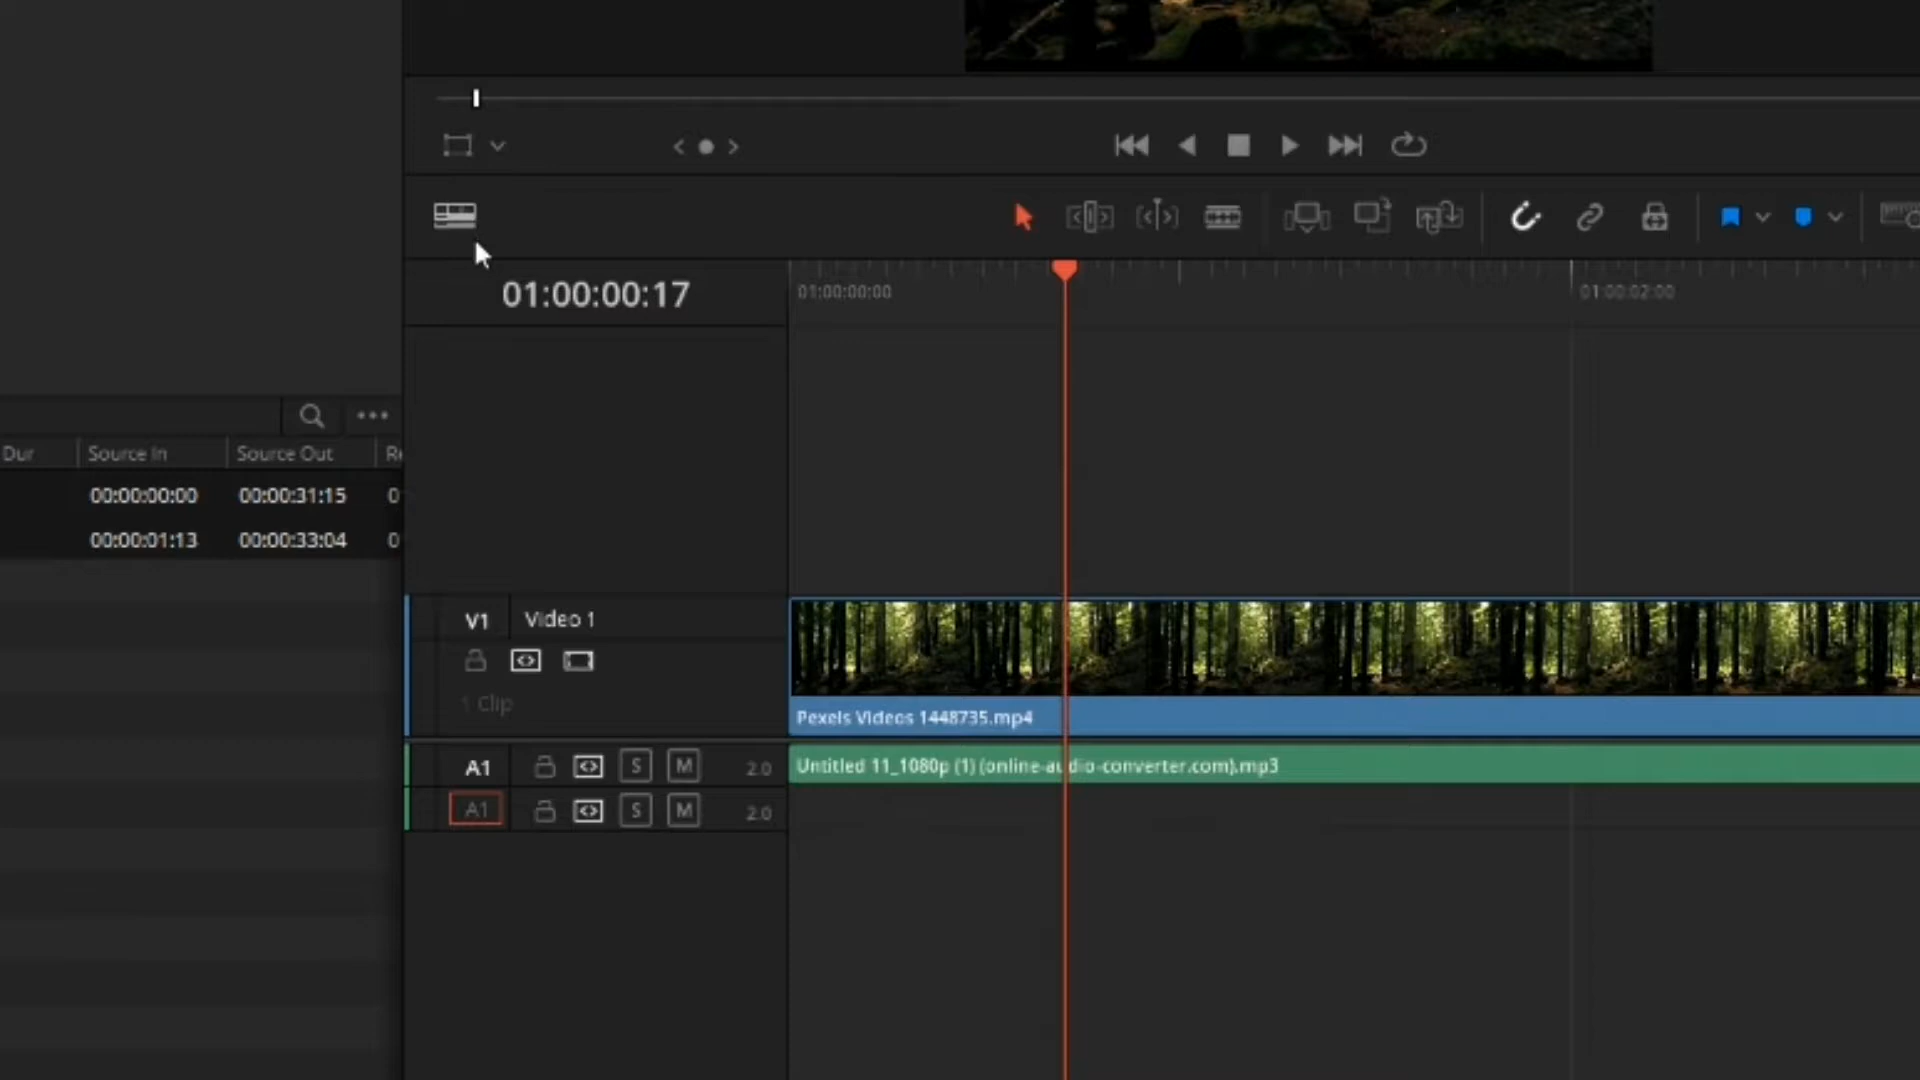 01:00:00:17
01:00:00:00
01:00:02:00
Dur Source In Source Out
00:00:00:00 00:00:31:15
00:00:01:13 00:00:33:04
V1 Video 1
1 Clip
Pexels Videos 1448735.mp4
A1 S M 2.0
Untitled 11_1080p (1) (online-audio-converter.com).mp3
A1 S M 2.0